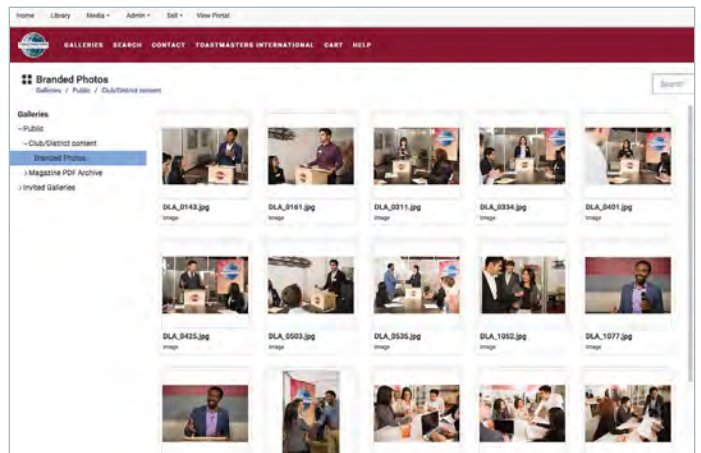 Home Library Media Admin Sell View Portal
GALLERIES SEARCH CONTACT TOASTMASTERS INTERNATIONAL CART HELP
Branded Photos
Galleries / Public / Club/District content
Search
Galleries
Public
Club/District content
Branded Photos
Magazine PDF Archive
Invited Galleries
DLA_0143.jpg DLA_0161.jpg DLA_0311.jpg DLA_0334.jpg DLA_0401.jpg
Image Image Image Image Image
DLA_0425.jpg DLA_0503.jpg DLA_0535.jpg DLA_1052.jpg DLA_1077.jpg
Image Image Image Image Image